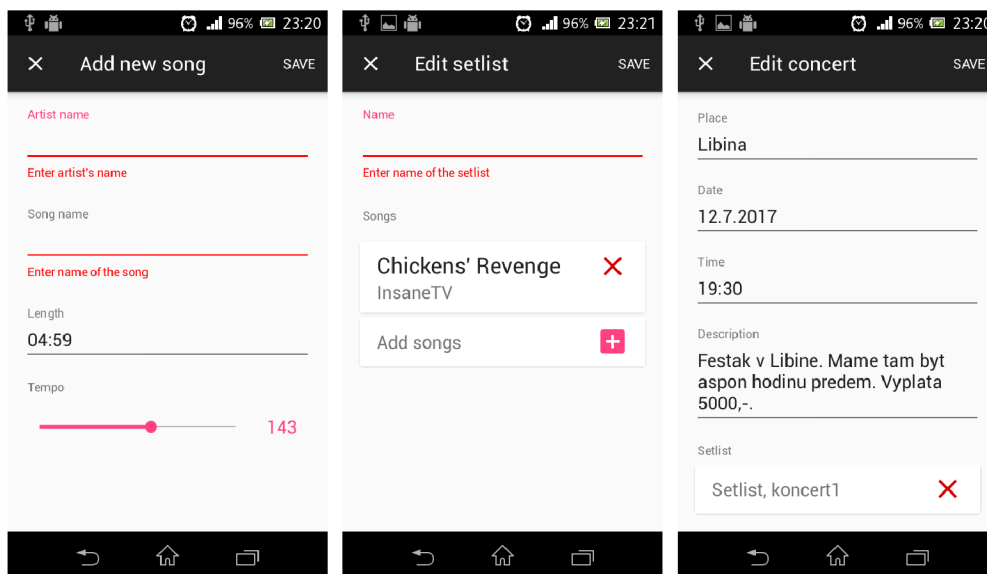 96% 23:20
Add new song SAVE
Artist name
Enter artist's name
Song name
Enter name of the song
Length
04:59
Tempo
143
96% 23:21
Edit setlist SAVE
Name
Enter name of the setlist
Songs
Chickens' Revenge
InsaneTV
Add songs
96% 23:20
Edit concert SAVE
Place
Libina
Date
12.7.2017
Time
19:30
Description
Festak v Libine. Mame tam byt
aspon hodinu predem. Vyplata
5000,-.
Setlist
Setlist, koncert1